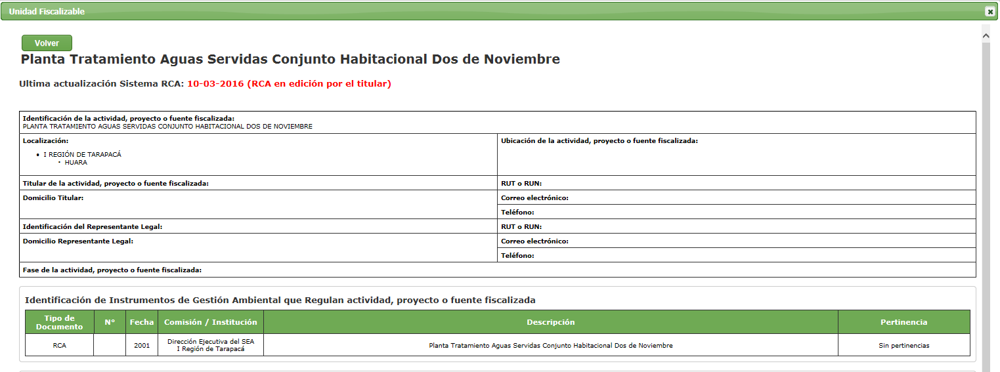 Unidad Fiscalizable
Volver
Planta Tratamiento Aguas Servidas Conjunto Habitacional Dos de Noviembre
Ultima actualización Sistema RCA: 10-03-2016 (RCA en edición por el titular)
Identificación de la actividad, proyecto o fuente fiscalizada:
PLANTA TRATAMIENTO AGUAS SERVIDAS CONJUNTO HABITACIONAL DOS DE NOVIEMBRE
Localización:
I REGIÓN DE TARAPACÁ
HUARA
Ubicación de la actividad, proyecto o fuente fiscalizada:
Titular de la actividad, proyecto o fuente fiscalizada:
RUT o RUN:
Domicilio Titular:
Correo electrónico:
Teléfono:
Identificación del Representante Legal:
RUT o RUN:
Domicilio Representante Legal:
Correo electrónico:
Teléfono:
Fase de la actividad, proyecto o fuente fiscalizada:
Identificación de Instrumentos de Gestión Ambiental que Regulan actividad, proyecto o fuente fiscalizada
Tipo de
Documento
N°
Fecha
Comisión / Institución
Descripción
Pertinencia
RCA
2001
Dirección Ejecutiva del SEA
I Región de Tarapacá
Planta Tratamiento Aguas Servidas Conjunto Habitacional Dos de Noviembre
Sin pertinencias